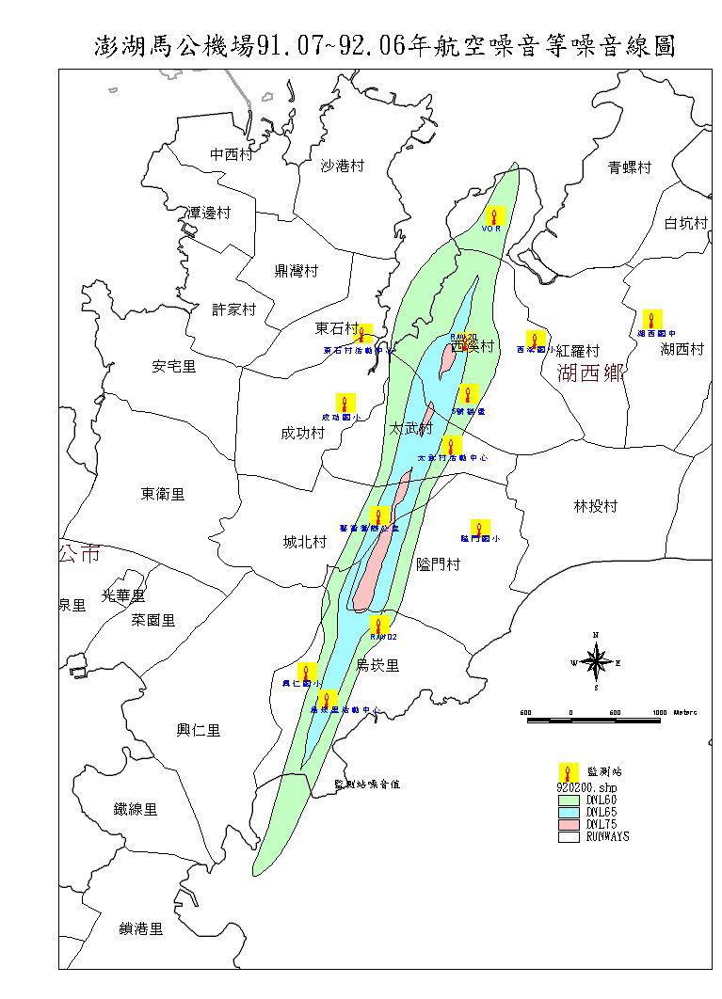 澎湖馬公機場91.07~92.06年航空噪音等噪音線圖
中西村
沙港村
青螺村
潭邊村
白坑村
VOR
鼎灣村
許家村
東石村
東石村活動中心
湖西國中
RW20
西溪村
西溪國小
紅羅村
湖西村
安宅里
湖西鄉
成功國小
成功村
太武村
太武村活動中心
東衛里
林投村
城北村
隘門國小
隘門村
公市
光華里
泉里
菜園里
RW02
烏崁里
興仁國小
烏崁里活動中心
N
W
E
S
興仁里
600 0 600 1000 Meters
監測站噪音值
監測站
920200.shp
DNL60
DNL65
DNL75
RUNWAYS
鐵線里
鎖港里